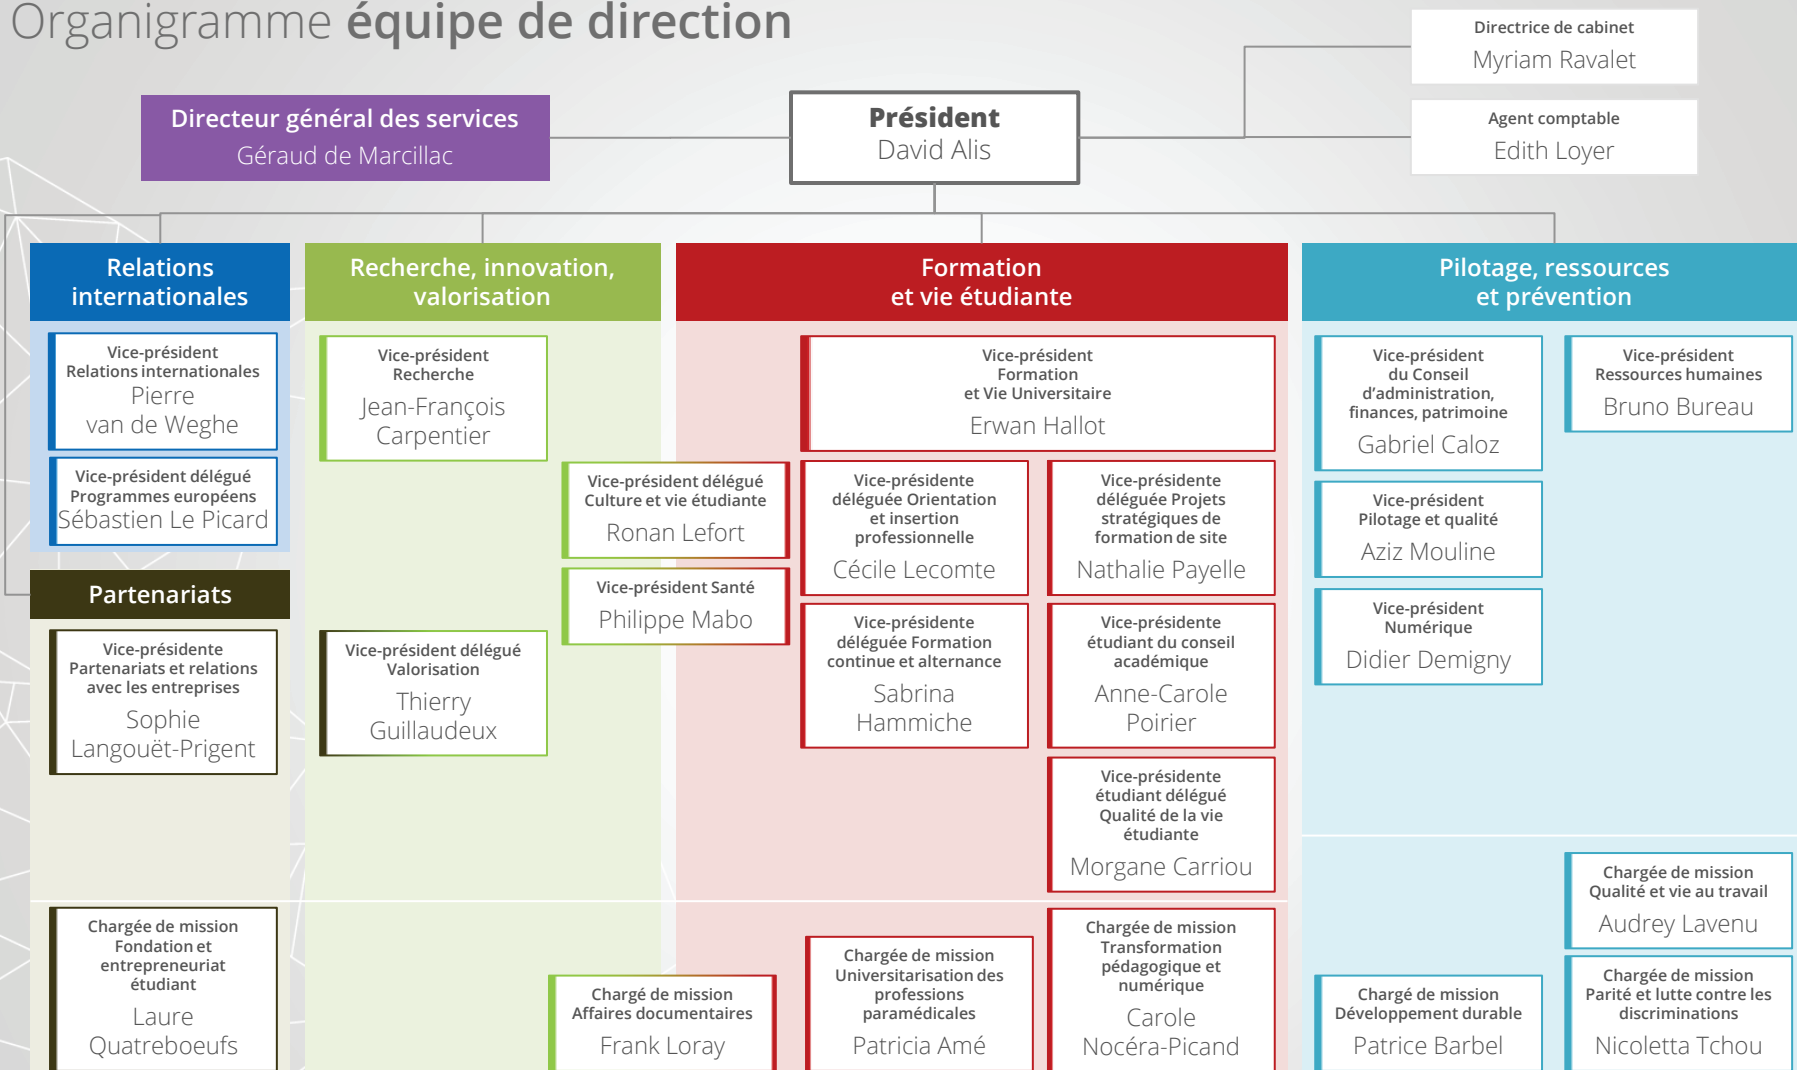 Organigramme équipe de direction
Directrice de cabinet
Myriam Ravalet
Directeur général des services
Géraud de Marcillac
Président
David Alis
Agent comptable
Edith Loyer
Relations
internationales
Vice-président
Relations internationales
Pierre
van de Weghe
Vice-président délégué
Programmes européens
Sébastien Le Picard
Partenariats
Vice-présidente
Partenariats et relations
avec les entreprises
Sophie
Langouët-Prigent
Chargée de mission
Fondation et
entrepreneuriat
étudiant
Laure
Quatreboeufs
Recherche, innovation,
valorisation
Vice-président
Recherche
Jean-François
Carpentier
Vice-président délégué
Culture et vie étudiante
Ronan Lefort
Vice-président Santé
Philippe Mabo
Vice-président délégué
Valorisation
Thierry
Guillaudeux
Chargé de mission
Affaires documentaires
Frank Loray
Formation
et vie étudiante
Vice-président
Formation
et Vie Universitaire
Erwan Hallot
Vice-présidente
déléguée Orientation
et insertion
professionnelle
Cécile Lecomte
Vice-présidente
déléguée Projets
stratégiques de
formation de site
Nathalie Payelle
Vice-présidente
déléguée Formation
continue et alternance
Sabrina
Hammiche
Vice-présidente
étudiant du conseil
académique
Anne-Carole
Poirier
Vice-présidente
étudiant délégué
Qualité de la vie
étudiante
Morgane Carriou
Chargée de mission
Universitarisation des
professions
paramédicales
Patricia Amé
Chargée de mission
Transformation
pédagogique et
numérique
Carole
Nocéra-Picand
Pilotage, ressources
et prévention
Vice-président
du Conseil
d'administration,
finances, patrimoine
Gabriel Caloz
Vice-président
Ressources humaines
Bruno Bureau
Vice-président
Pilotage et qualité
Aziz Mouline
Vice-président
Numérique
Didier Demigny
Chargée de mission
Qualité et vie au travail
Audrey Lavenu
Chargé de mission
Développement durable
Patrice Barbel
Chargée de mission
Parité et lutte contre les
discriminations
Nicoletta Tchou